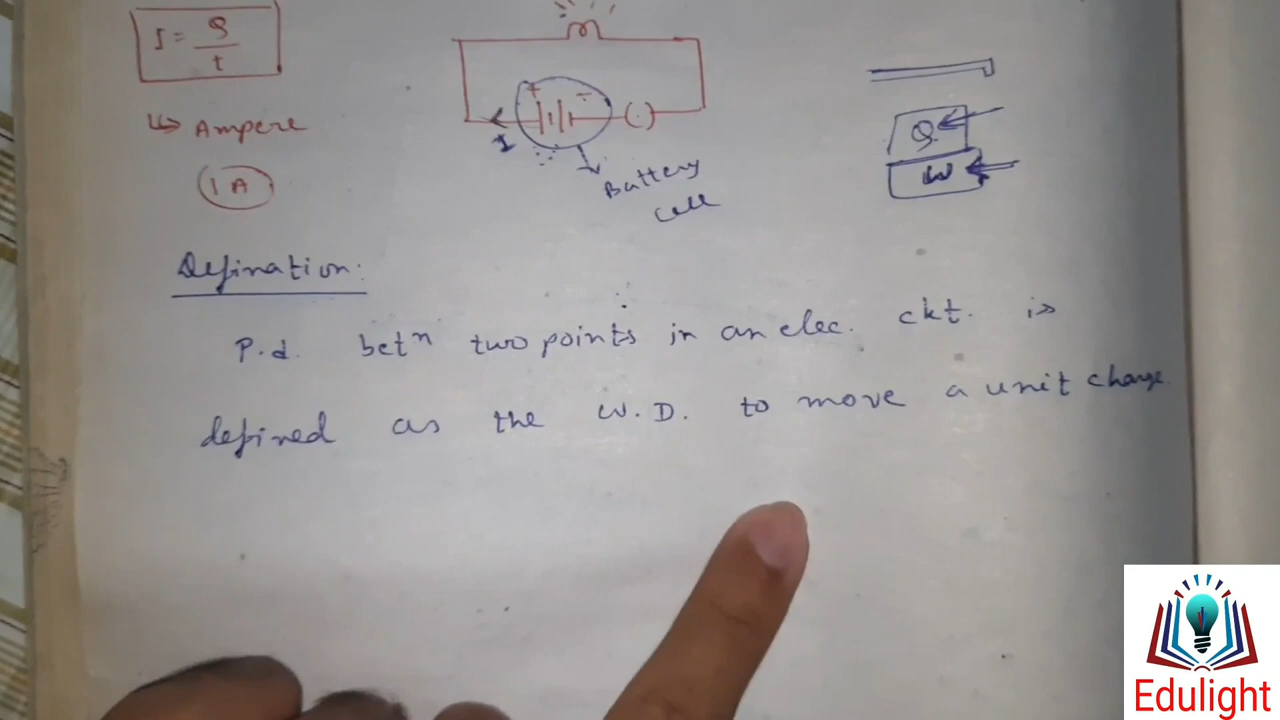 I = Q
t
↳ Ampere
1 A
+ -
I
Battery
cell
Q
W
Defination:
P.d. betⁿ two points in an elec. ckt. is
defined as the W.D. to move a unit charge
Edulight